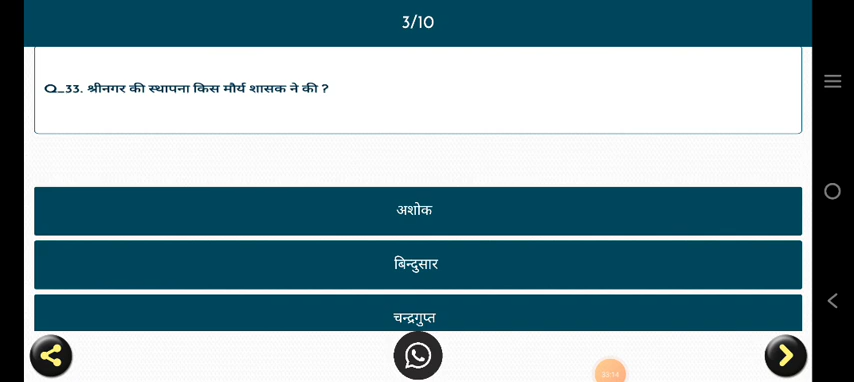 3/10
Q_33. श्रीनगर की स्थापना किस मौर्य शासक ने की ?
अशोक
बिन्दुसार
चन्द्रगुप्त